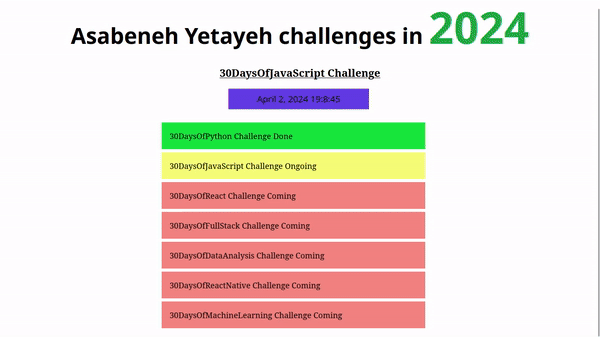 Asabeneh Yetayeh challenges in 2024
30DaysOfJavaScript Challenge
April 2, 2024 19:8:45
30DaysOfPython Challenge Done
30DaysOfJavaScript Challenge Ongoing
30DaysOfReact Challenge Coming
30DaysOfFullStack Challenge Coming
30DaysOfDataAnalysis Challenge Coming
30DaysOfReactNative Challenge Coming
30DaysOfMachineLearning Challenge Coming